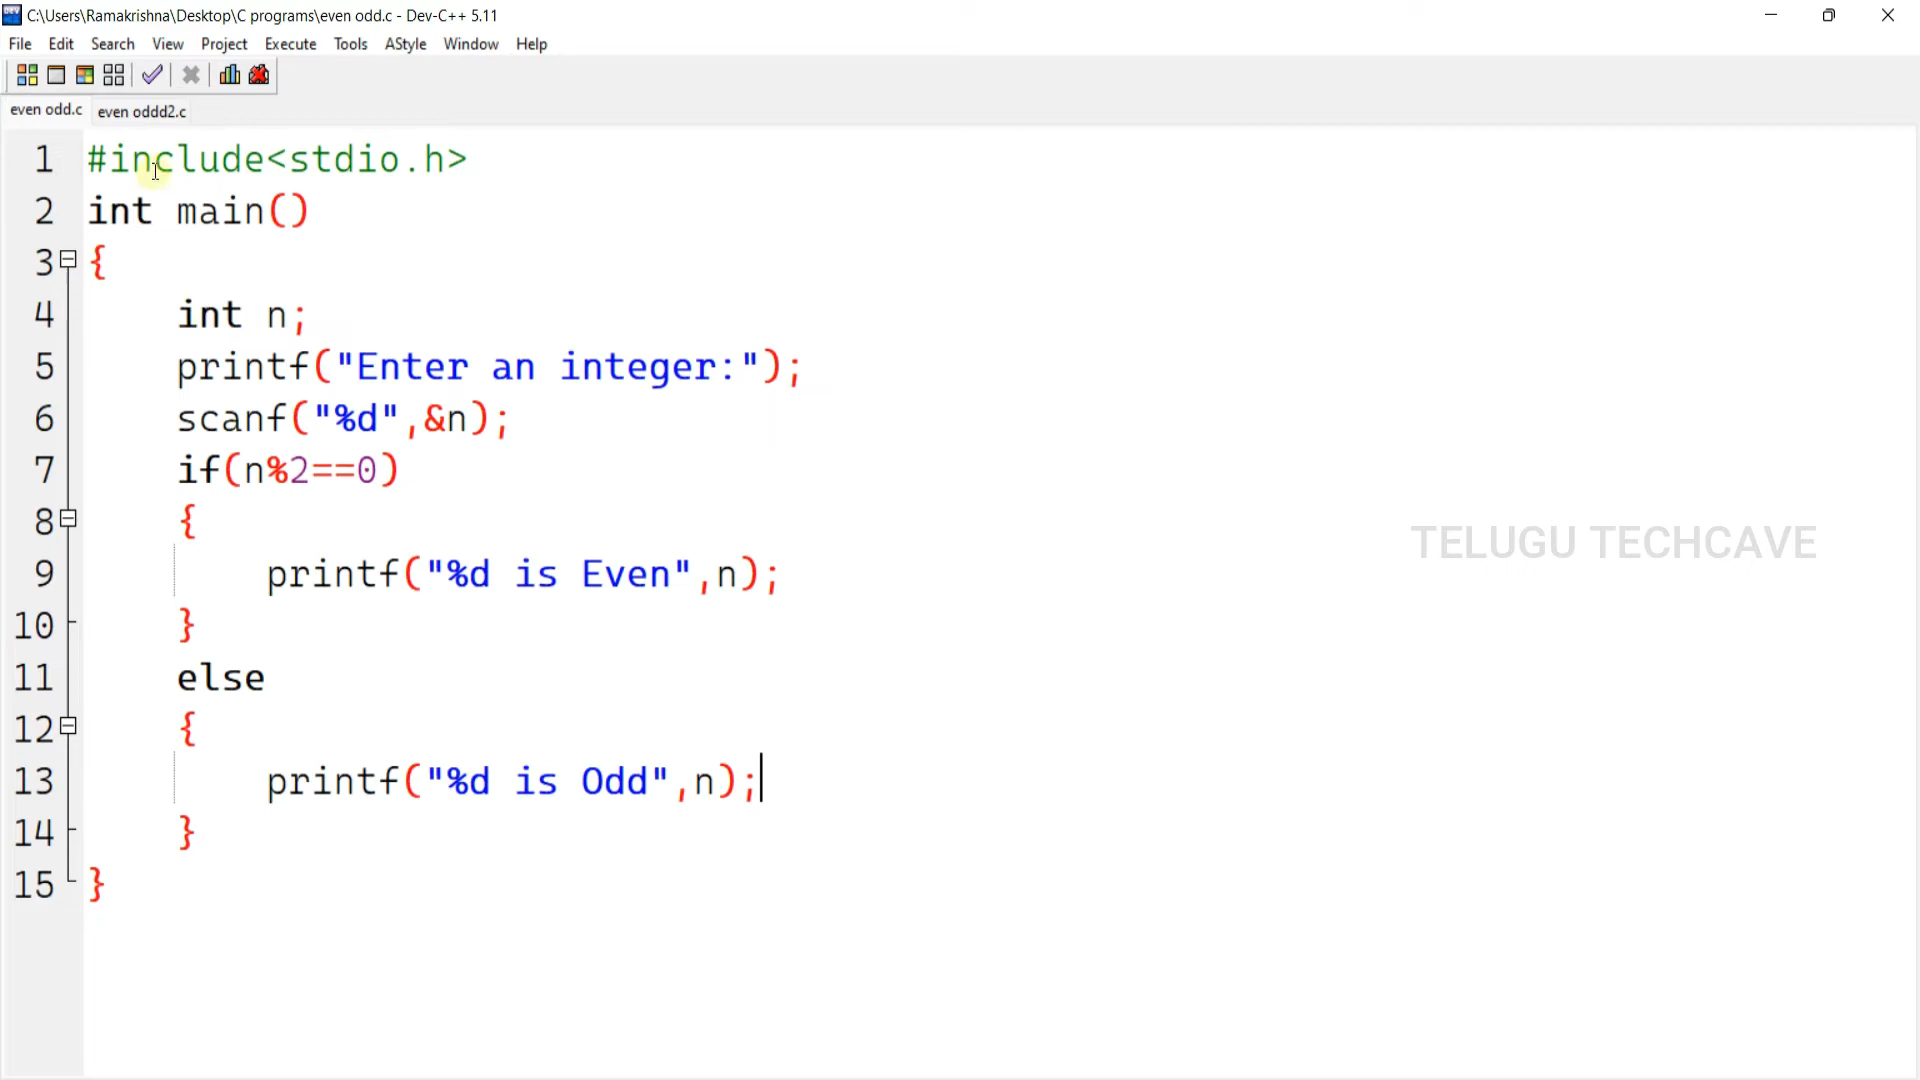 C:\Users\Ramakrishna\Desktop\C programs\even odd.c - Dev-C++ 5.11
File Edit Search View Project Execute Tools AStyle Window Help
even odd.c even oddd2.c
1 #include<stdio.h>
2 int main()
3 {
4 int n;
5 printf("Enter an integer:");
6 scanf("%d",&n);
7 if(n%2==0)
8 {
9 printf("%d is Even",n);
10 }
11 else
12 {
13 printf("%d is Odd",n);
14 }
15 }
TELUGU TECHCAVE